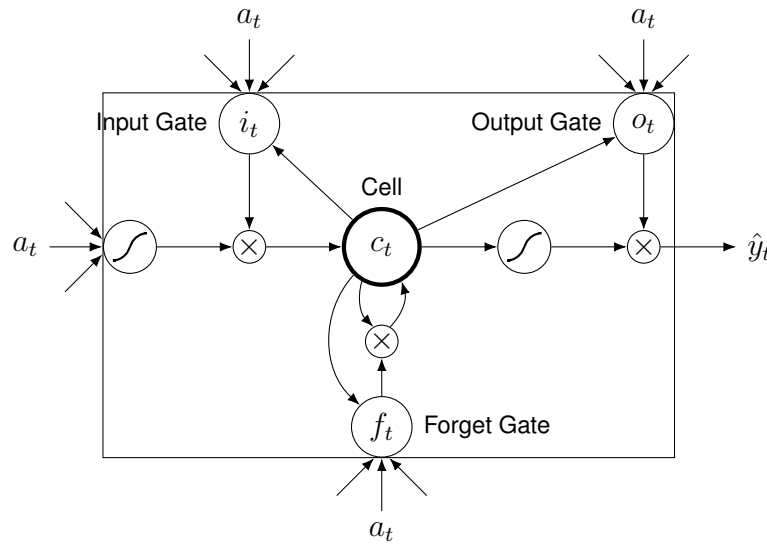 a_t a_t
Input Gate i_t Output Gate o_t
Cell
a_t × c_t × ŷ_t
×
f_t Forget Gate
a_t